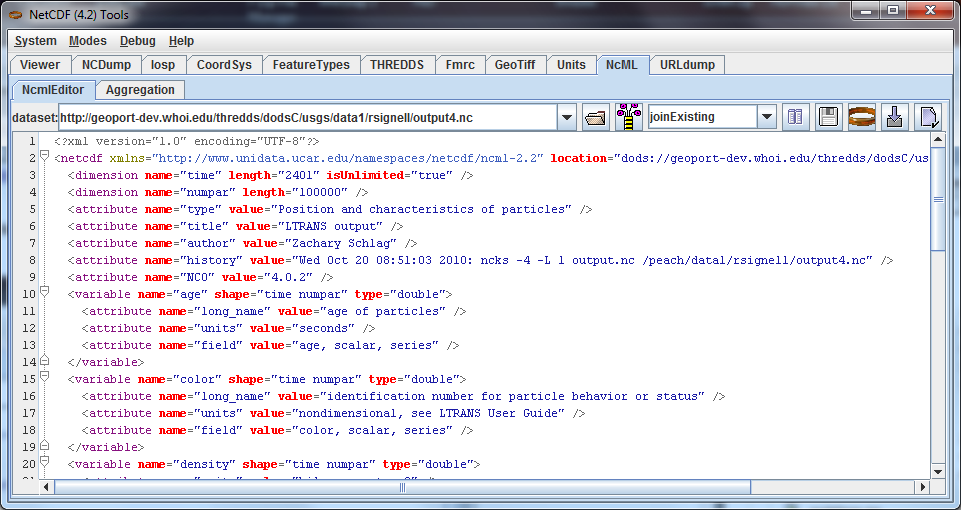 NetCDF (4.2) Tools
System Modes Debug Help
Viewer NCDump Iosp CoordSys FeatureTypes THREDDS Fmrc GeoTiff Units NcML URLdump
NcmlEditor Aggregation
dataset: http://geoport-dev.whoi.edu/thredds/dodsC/usgs/data1/rsignell/output4.nc joinExisting
1 <?xml version="1.0" encoding="UTF-8"?>
2 <netcdf xmlns="http://www.unidata.ucar.edu/namespaces/netcdf/ncml-2.2" location="dods://geoport-dev.whoi.edu/thredds/dodsC/us
3 <dimension name="time" length="2401" isUnlimited="true" />
4 <dimension name="numpar" length="100000" />
5 <attribute name="type" value="Position and characteristics of particles" />
6 <attribute name="title" value="LTRANS output" />
7 <attribute name="author" value="Zachary Schlag" />
8 <attribute name="history" value="Wed Oct 20 08:51:03 2010: ncks -4 -L 1 output.nc /peach/data1/rsignell/output4.nc" />
9 <attribute name="NCO" value="4.0.2" />
10 <variable name="age" shape="time numpar" type="double">
11 <attribute name="long_name" value="age of particles" />
12 <attribute name="units" value="seconds" />
13 <attribute name="field" value="age, scalar, series" />
14 </variable>
15 <variable name="color" shape="time numpar" type="double">
16 <attribute name="long_name" value="identification number for particle behavior or status" />
17 <attribute name="units" value="nondimensional, see LTRANS User Guide" />
18 <attribute name="field" value="color, scalar, series" />
19 </variable>
20 <variable name="density" shape="time numpar" type="double">